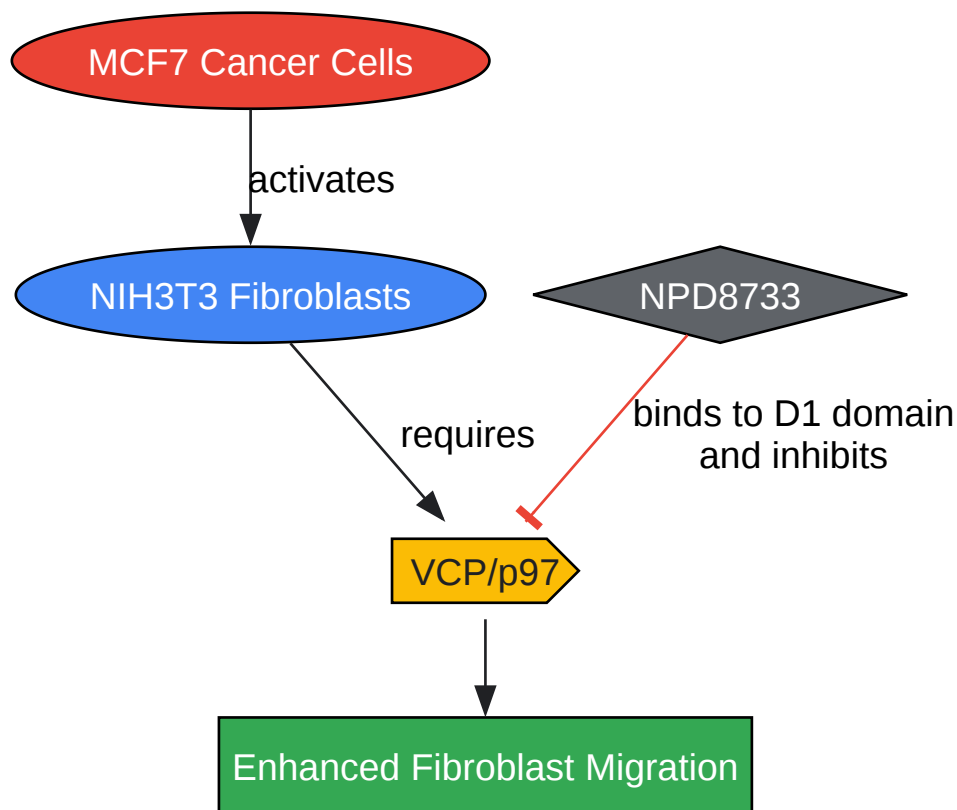 MCF7 Cancer Cells
activates
NIH3T3 Fibroblasts
NPD8733
requires
binds to D1 domain
and inhibits
VCP/p97
Enhanced Fibroblast Migration